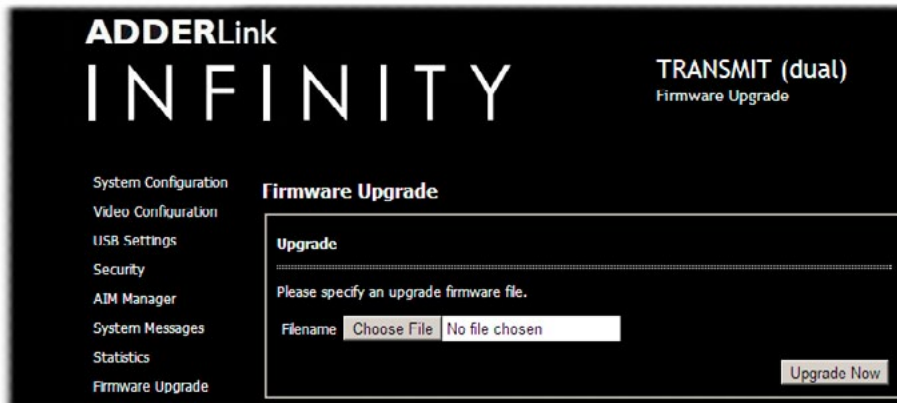 ADDERLink
INFINITY
TRANSMIT (dual)
Firmware Upgrade
System Configuration
Video Configuration
USB Settings
Security
AIM Manager
System Messages
Statistics
Firmware Upgrade
Firmware Upgrade
Upgrade
Please specify an upgrade firmware file.
Filename Choose File No file chosen
Upgrade Now